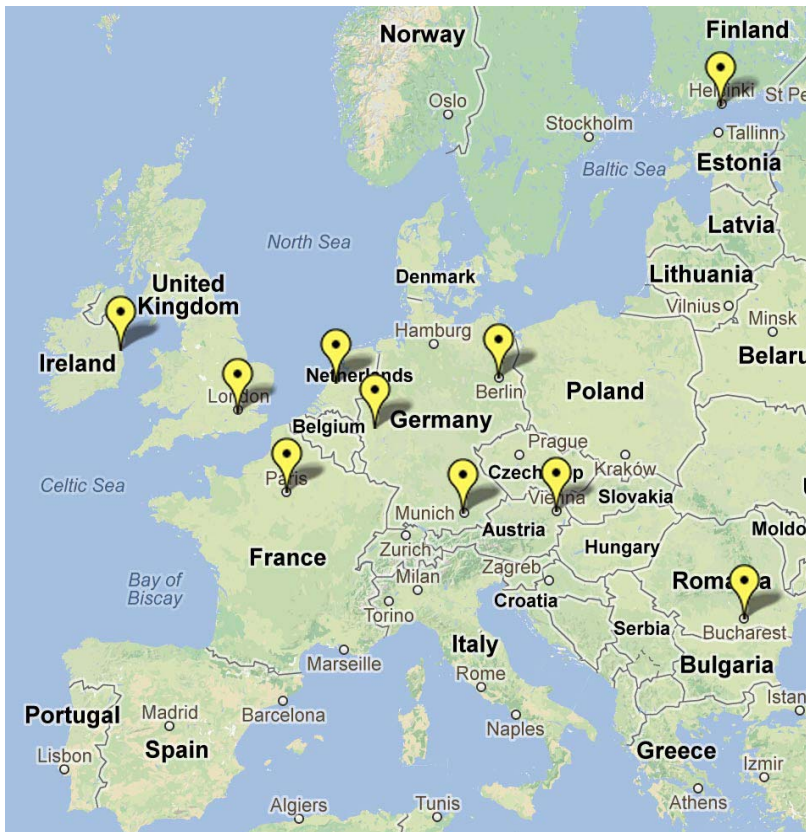 Norway
Finland
Oslo
Helsinki
St Pe
Stockholm
Tallinn
Baltic Sea
Estonia
Latvia
North Sea
Denmark
Lithuania
United
Kingdom
Vilnius
Minsk
Hamburg
Ireland
Belaru
Netherlands
London
Berlin
Poland
Belgium
Germany
Prague
Celtic Sea
Paris
Czech
p
Kraków
Vienna
Slovakia
Munich
Austria
Moldo
Zurich
Hungary
France
Milan
Zagreb
Bay of
Biscay
Roma
a
Croatia
Torino
Serbia
Bucharest
Marseille
Italy
Bulgaria
Rome
Portugal
Madrid
Barcelona
Naples
Istan
Spain
Greece
Lisbon
Izmir
Algiers
Tunis
Athens